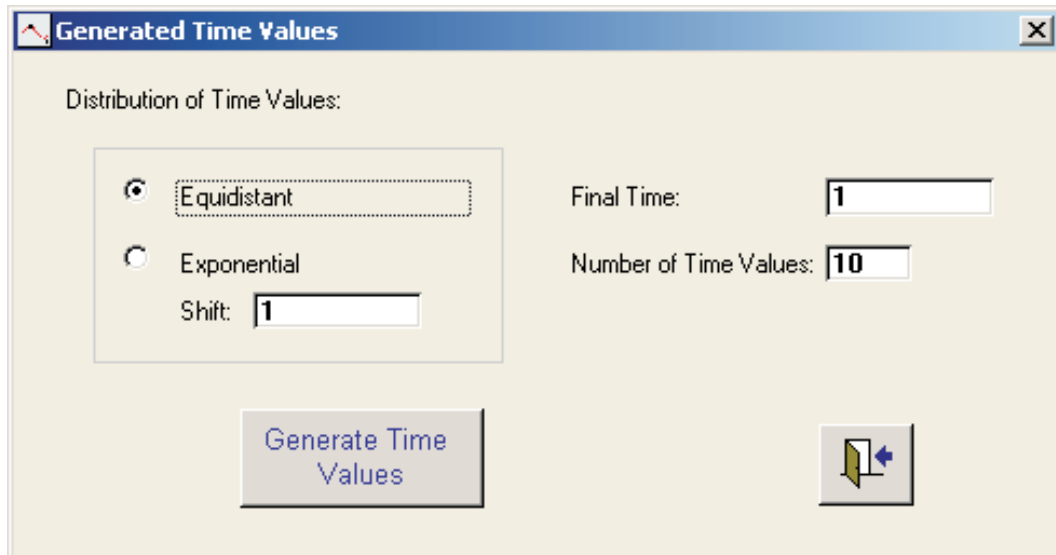 Generated Time Values
Distribution of Time Values:
Equidistant
Final Time: 1
Exponential
Number of Time Values: 10
Shift: 1
Generate Time
Values